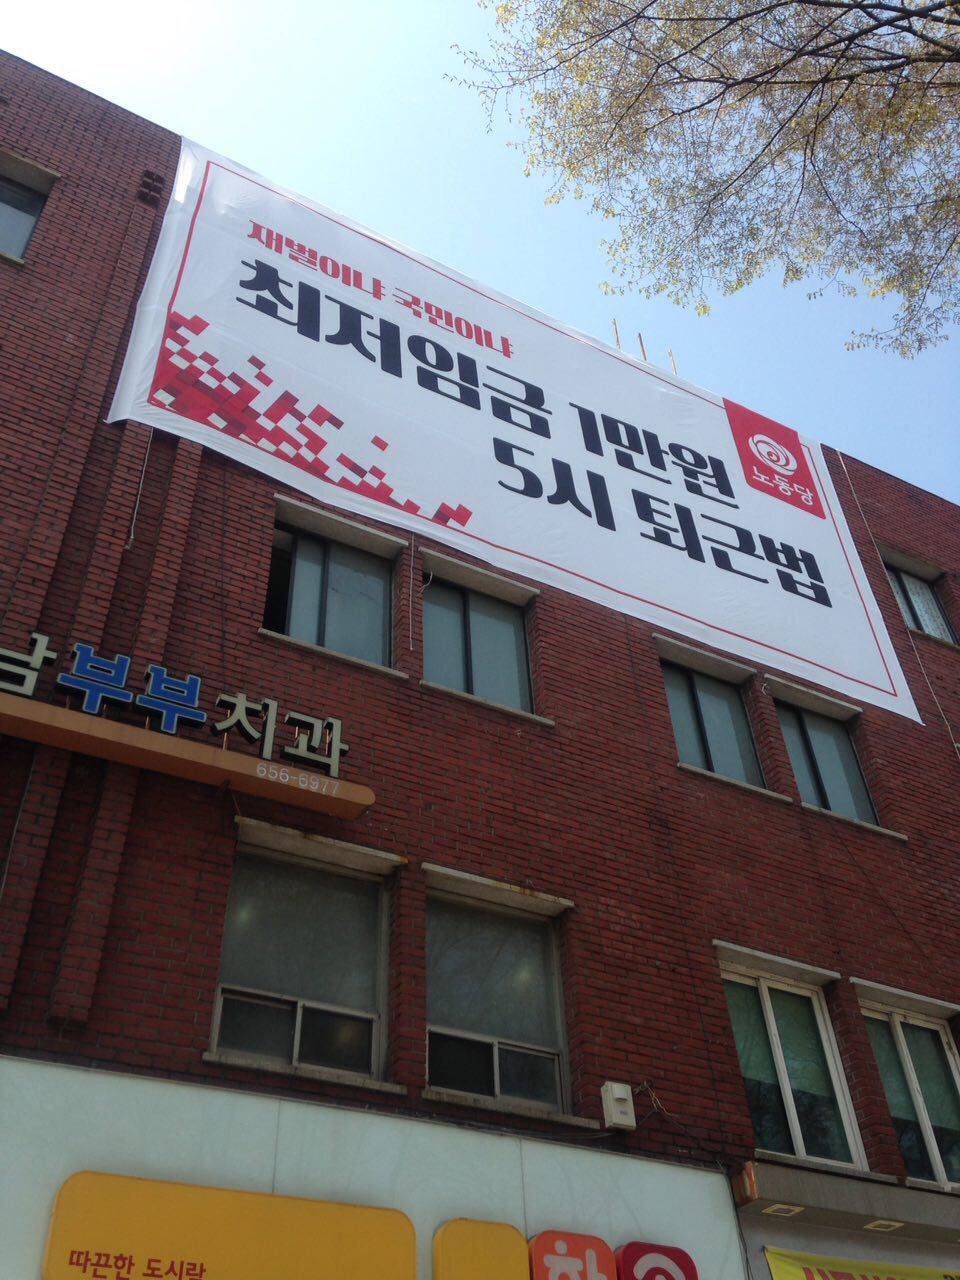 재벌이냐 국민이냐
최저임금 1만원
5시 퇴근법
노동당
부부치과
656-6977
따끈한 도시락